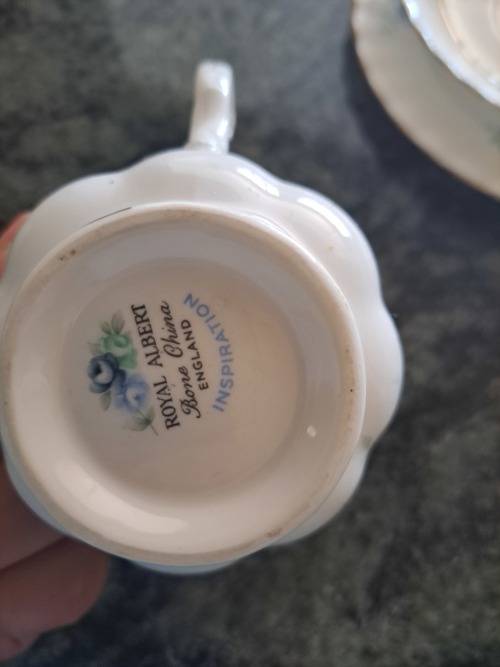 ROYAL ALBERT
Bone China
ENGLAND
INSPIRATION